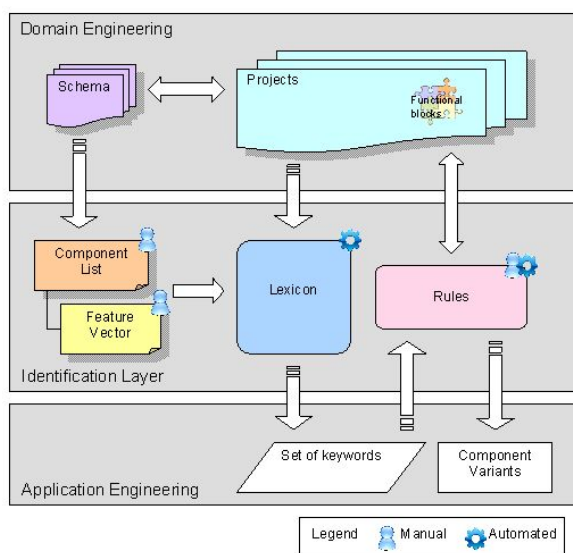 Domain Engineering
Schema
Projects
Functional
blocks
Component
List
Feature
Vector
Lexicon
Rules
Identification Layer
Set of keywords
Component
Variants
Application Engineering
Legend Manual Automated